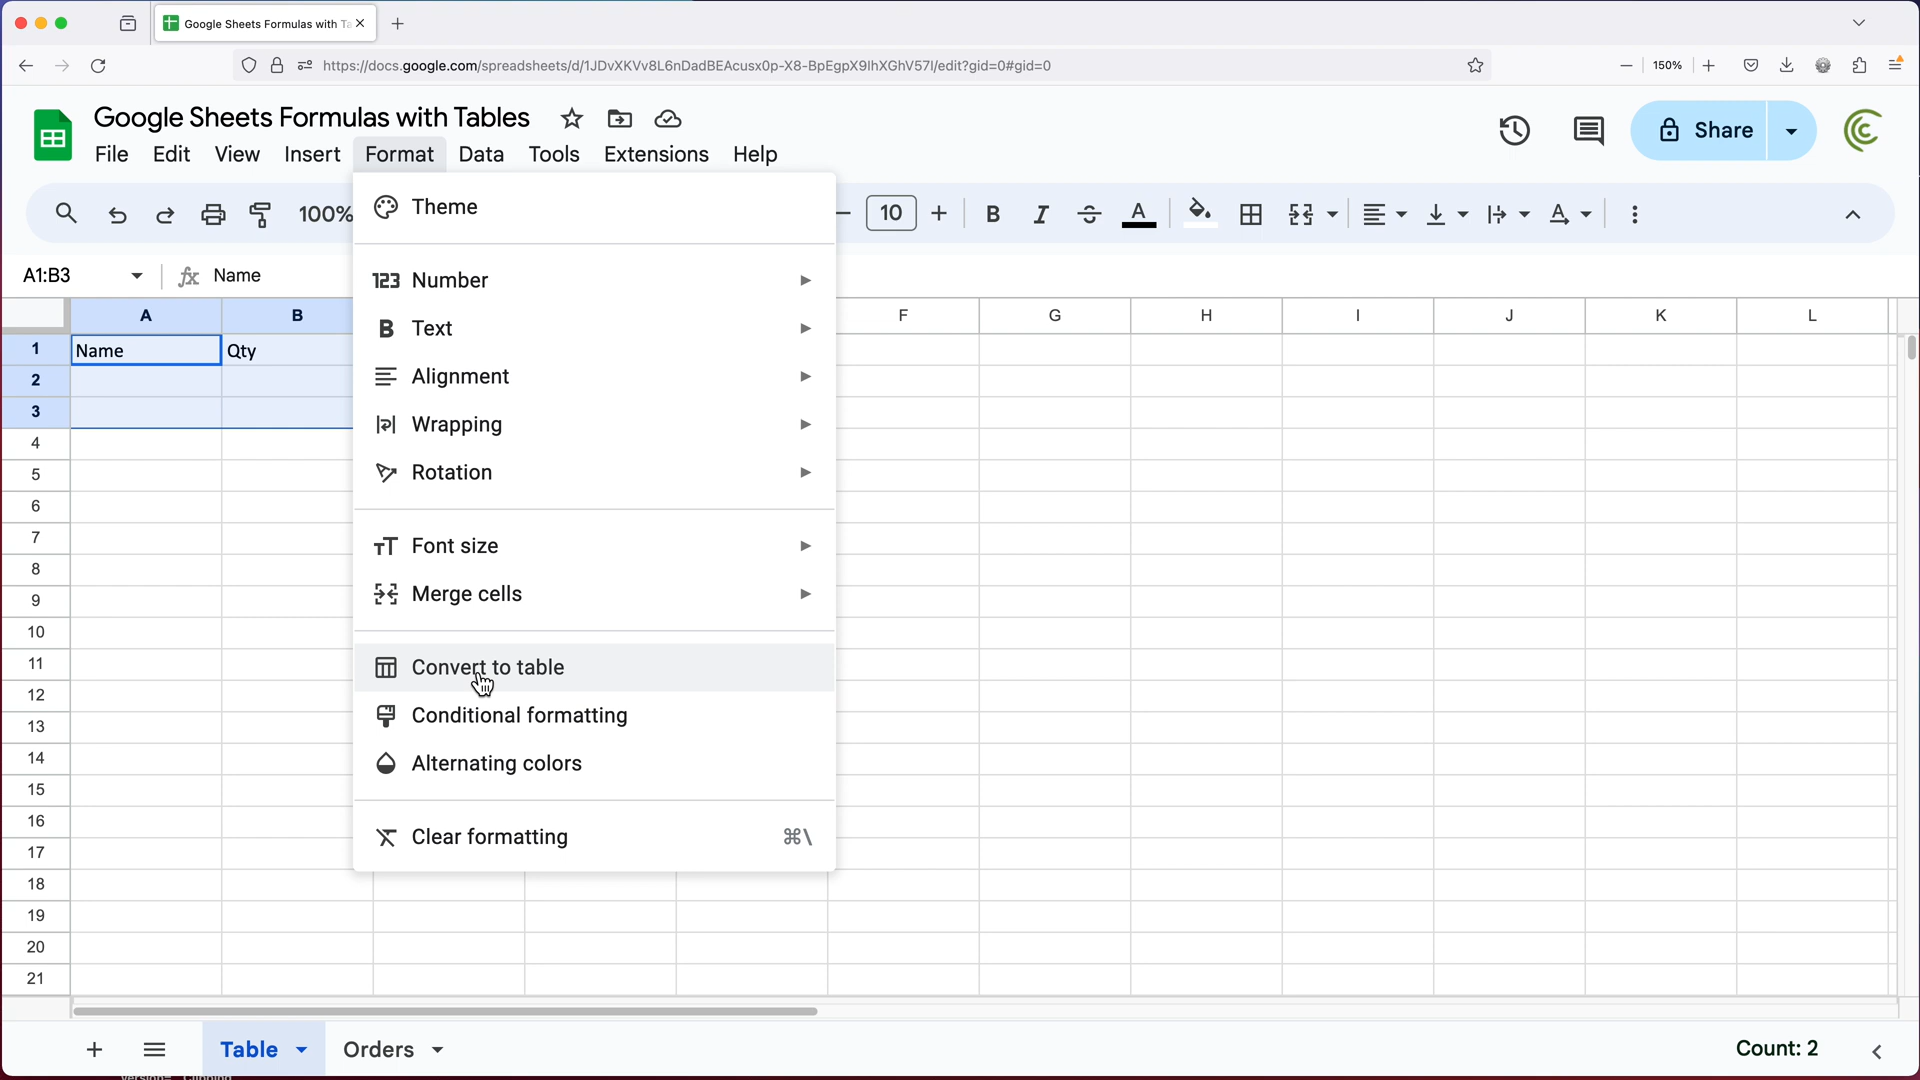 Google Sheets Formulas with Ta
https://docs.google.com/spreadsheets/d/1JDvXKVv8L6nDadBEAcusx0p-X8-BpEgpX9IhXGhV57I/edit?gid=0#gid=0
150%
Google Sheets Formulas with Tables
File Edit View Insert Format Data Tools Extensions Help
Share
100%
10
A1:B3
Name
Theme
123 Number
Text
Alignment
Wrapping
Rotation
Font size
Merge cells
Convert to table
Conditional formatting
Alternating colors
Clear formatting ⌘\
A B F G H I J K L
1 Name Qty
2
3
4
5
6
7
8
9
10
11
12
13
14
15
16
17
18
19
20
21
Table Orders Count: 2